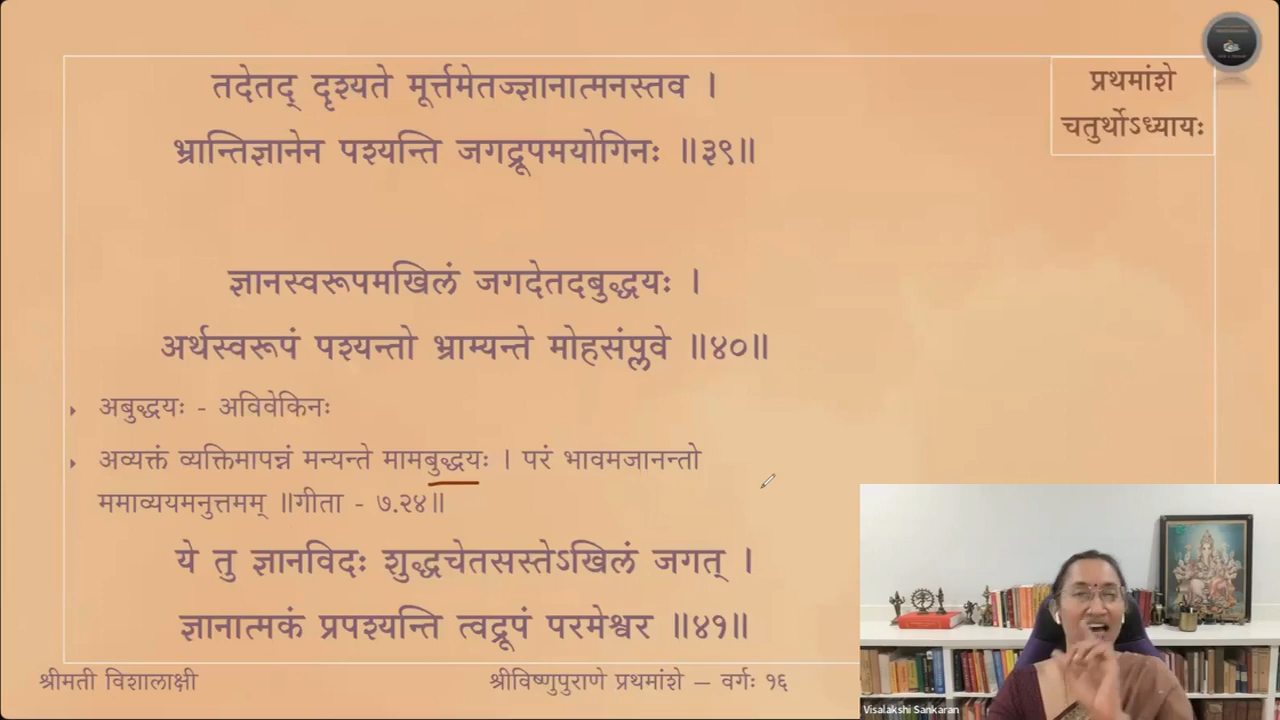 तदेतद् दृश्यते मूर्त्तमेतज्ज्ञानात्मनस्तव ।
भ्रान्तिज्ञानेन पश्यन्ति जगद्रूपमयोगिनः ॥३९॥
प्रथमांशे
चतुर्थोऽध्यायः
ज्ञानस्वरूपमखिलं जगदेतदबुद्धयः ।
अर्थस्वरूपं पश्यन्तो भ्राम्यन्ते मोहसंप्लवे ॥४०॥
अबुद्धयः - अविवेकिनः
अव्यक्तं व्यक्तिमापन्नं मन्यन्ते मामबुद्धयः । परं भावमजानन्तो
ममाव्ययमनुत्तमम् ॥गीता - ७.२४॥
ये तु ज्ञानविदः शुद्धचेतसस्तेऽखिलं जगत् ।
ज्ञानात्मकं प्रपश्यन्ति त्वद्रूपं परमेश्वर ॥४१॥
श्रीमती विशालाक्षी
श्रीविष्णुपुराणे प्रथमांशे – वर्गः १६
Visalakshi Sankaran